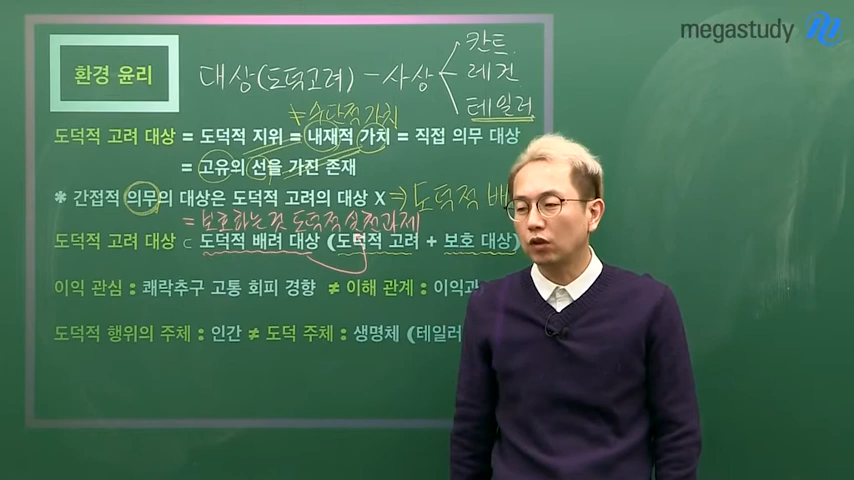 megastudy
환경 윤리
대상(도덕고려) - 사상
칸트.
레건
테일러
≠ 수단적 가치
도덕적 고려 대상 = 도덕적 지위 = 내재적 가치 = 직접 의무 대상
= 고유의 선을 가진 존재
* 간접적 의무의 대상은 도덕적 고려의 대상 X ⇒ 도덕적 배
= 보호하는 것 도덕적 실천과제
도덕적 고려 대상 ⊂ 도덕적 배려 대상 (도덕적 고려 + 보호 대상)
이익 관심 : 쾌락추구 고통 회피 경향 ≠ 이해 관계 : 이익과
도덕적 행위의 주체 : 인간 ≠ 도덕 주체 : 생명체 (테일러